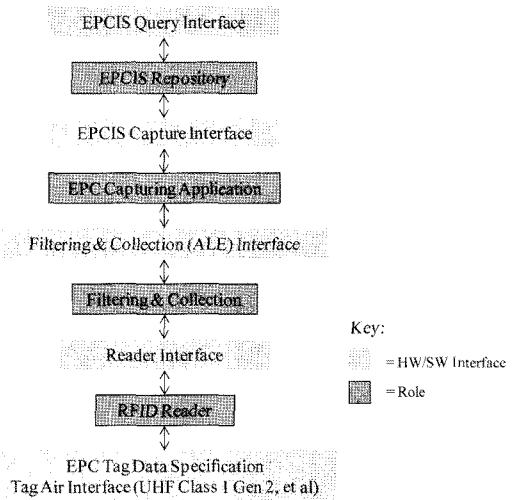 EPCIS Query Interface
EPCIS Repository
EPCIS Capture Interface
EPC Capturing Application
Filtering & Collection (ALE) Interface
Filtering & Collection
Reader Interface
RFID Reader
EPC Tag Data Specification
Tag Air Interface (UHF Class 1 Gen 2, et al)
Key:
= HW/SW Interface
= Role